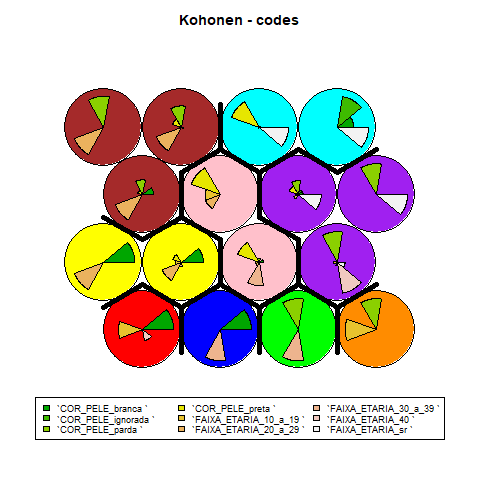 Kohonen - codes
`COR_PELE_branca ` `COR_PELE_preta ` `FAIXA_ETARIA_30_a_39 `
`COR_PELE_ignorada ` `FAIXA_ETARIA_10_a_19 ` `FAIXA_ETARIA_40 `
`COR_PELE_parda ` `FAIXA_ETARIA_20_a_29 ` `FAIXA_ETARIA_sr `